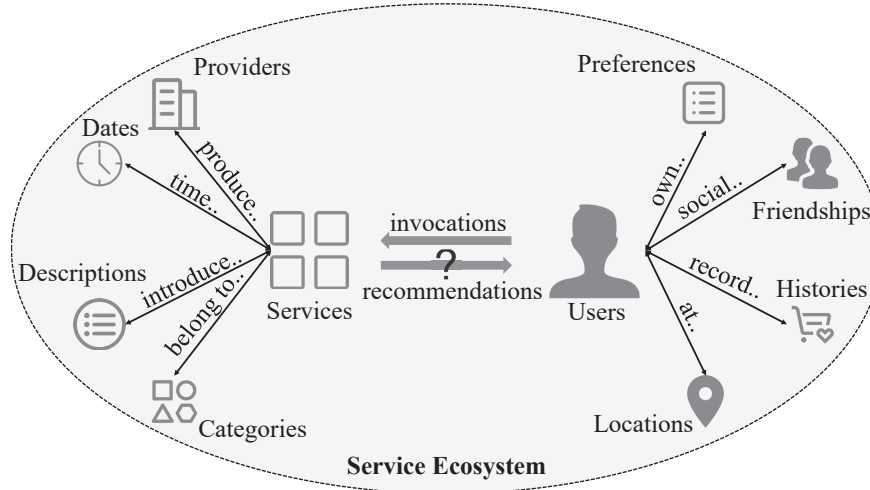 Providers
Preferences
Dates
produce..
own..
time..
social..
Friendships
invocations
?
Descriptions
introduce..
record..
Histories
recommendations
Services
Users
belong to..
at..
Categories
Locations
Service Ecosystem